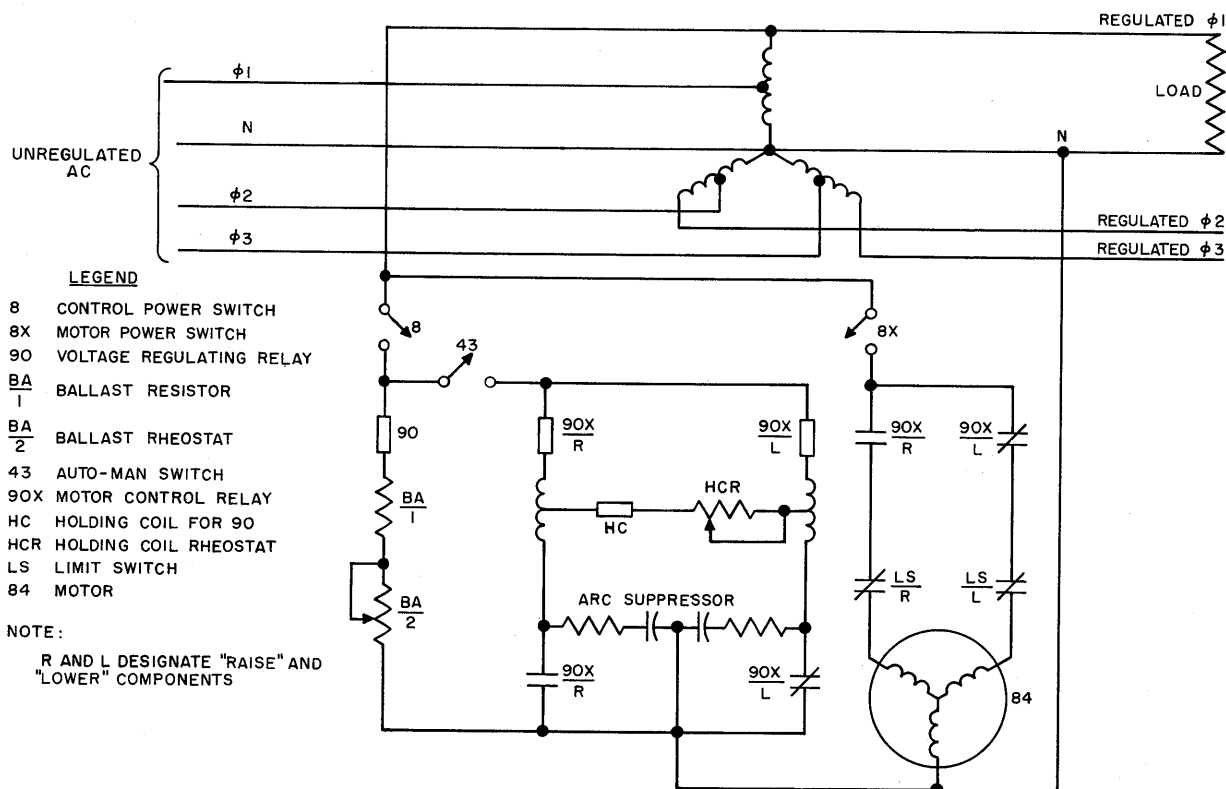 REGULATED φ1
φ1
LOAD
N
N
UNREGULATED
AC
φ2
REGULATED φ2
φ3
REGULATED φ3
LEGEND
8 CONTROL POWER SWITCH
8X MOTOR POWER SWITCH
90 VOLTAGE REGULATING RELAY
BA/1 BALLAST RESISTOR
BA/2 BALLAST RHEOSTAT
43 AUTO-MAN SWITCH
90X MOTOR CONTROL RELAY
HC HOLDING COIL FOR 90
HCR HOLDING COIL RHEOSTAT
LS LIMIT SWITCH
84 MOTOR
NOTE:
R AND L DESIGNATE "RAISE" AND
"LOWER" COMPONENTS
8
8X
43
90
90X/R
90X/L
90X/R
90X/L
BA/1
HCR
HC
BA/2
ARC SUPPRESSOR
LS/R
LS/L
90X/R
90X/L
84